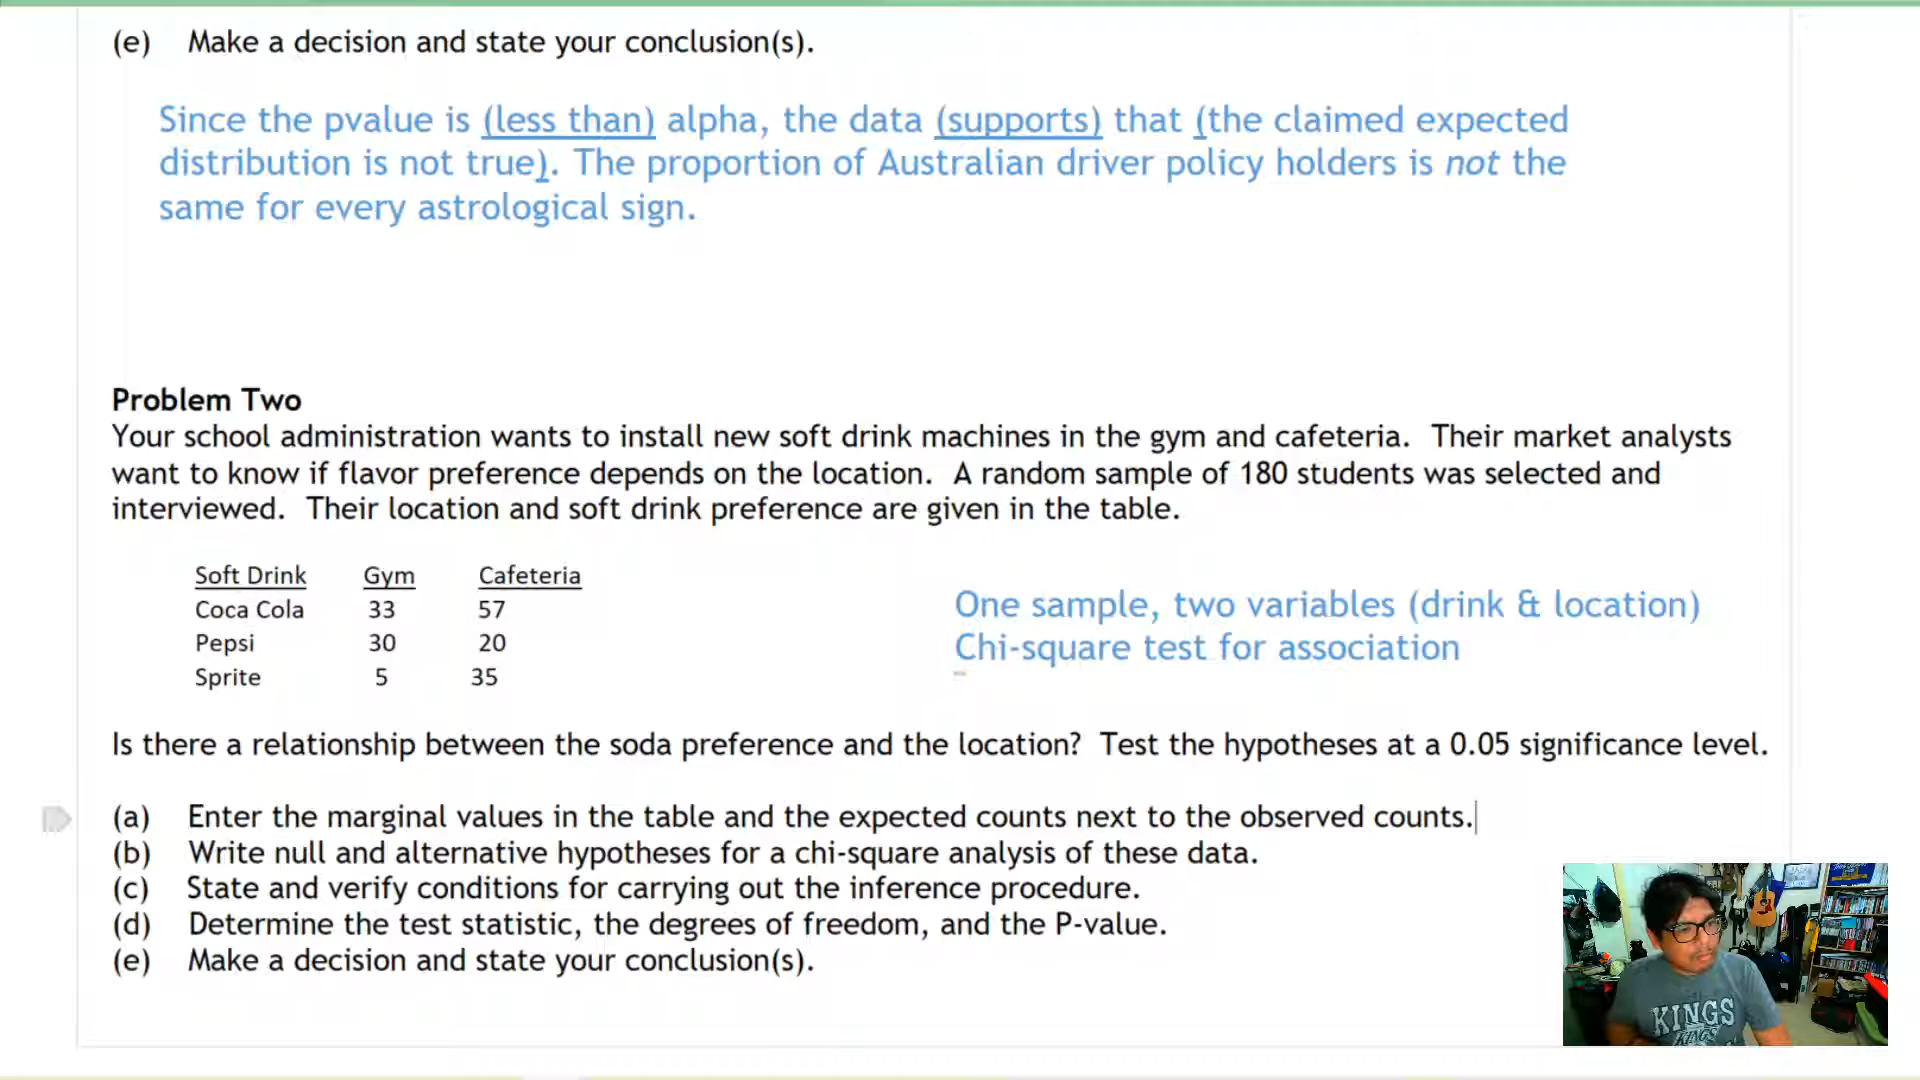 (e) Make a decision and state your conclusion(s).
Since the pvalue is (less than) alpha, the data (supports) that (the claimed expected
distribution is not true). The proportion of Australian driver policy holders is not the
same for every astrological sign.
Problem Two
Your school administration wants to install new soft drink machines in the gym and cafeteria. Their market analysts
want to know if flavor preference depends on the location. A random sample of 180 students was selected and
interviewed. Their location and soft drink preference are given in the table.
Soft Drink Gym Cafeteria
Coca Cola 33 57
Pepsi 30 20
Sprite 5 35
One sample, two variables (drink & location)
Chi-square test for association
Is there a relationship between the soda preference and the location? Test the hypotheses at a 0.05 significance level.
(a) Enter the marginal values in the table and the expected counts next to the observed counts.
(b) Write null and alternative hypotheses for a chi-square analysis of these data.
(c) State and verify conditions for carrying out the inference procedure.
(d) Determine the test statistic, the degrees of freedom, and the P-value.
(e) Make a decision and state your conclusion(s).
KINGS
KINGS